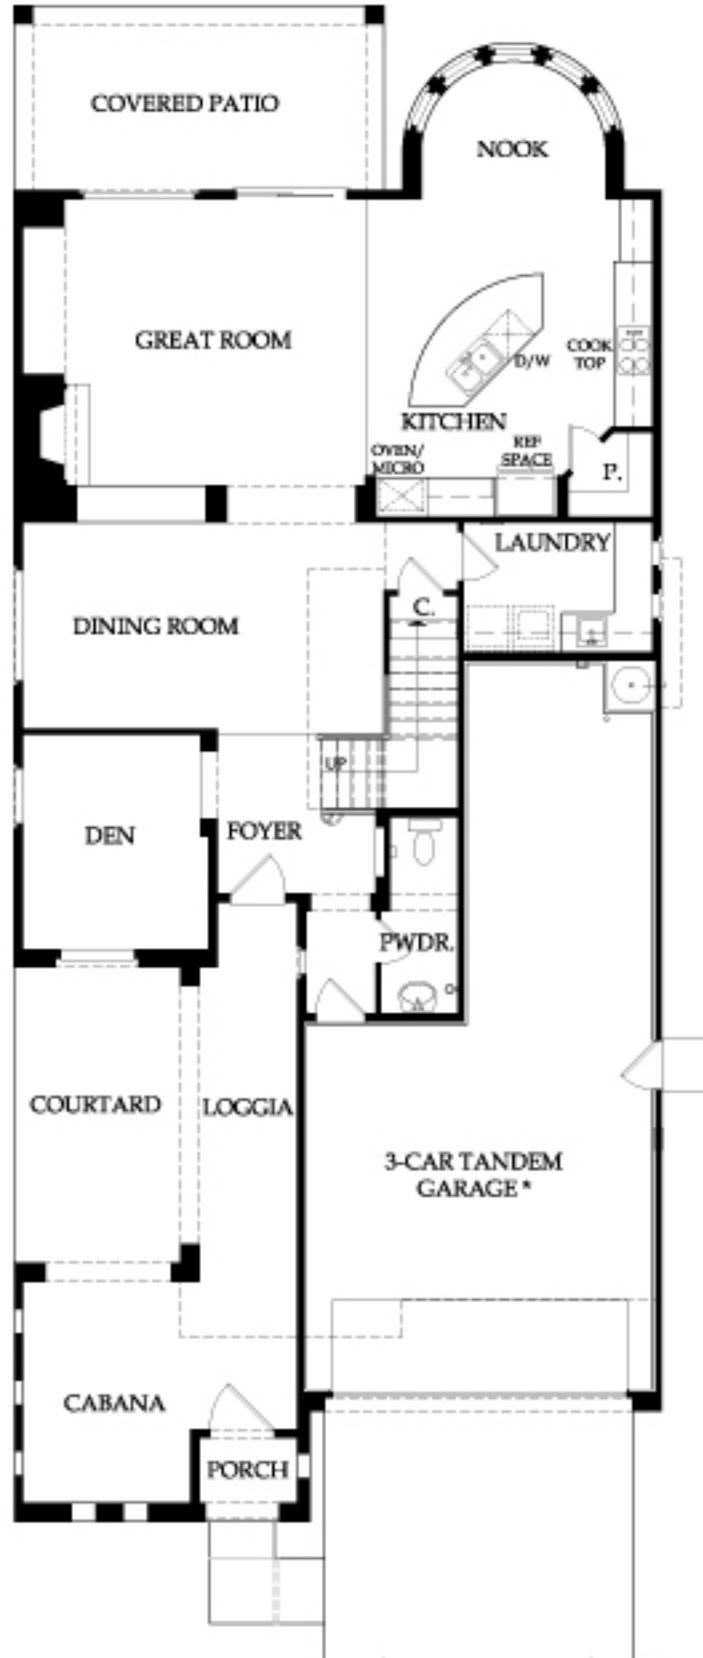 COVERED PATIO
NOOK
GREAT ROOM
D/W
COOK
TOP
KITCHEN
OVEN/
MICRO
REF
SPACE
P.
LAUNDRY
C.
DINING ROOM
UP
DEN
FOYER
PWDR.
COURTARD
LOGGIA
3-CAR TANDEM
GARAGE *
CABANA
PORCH